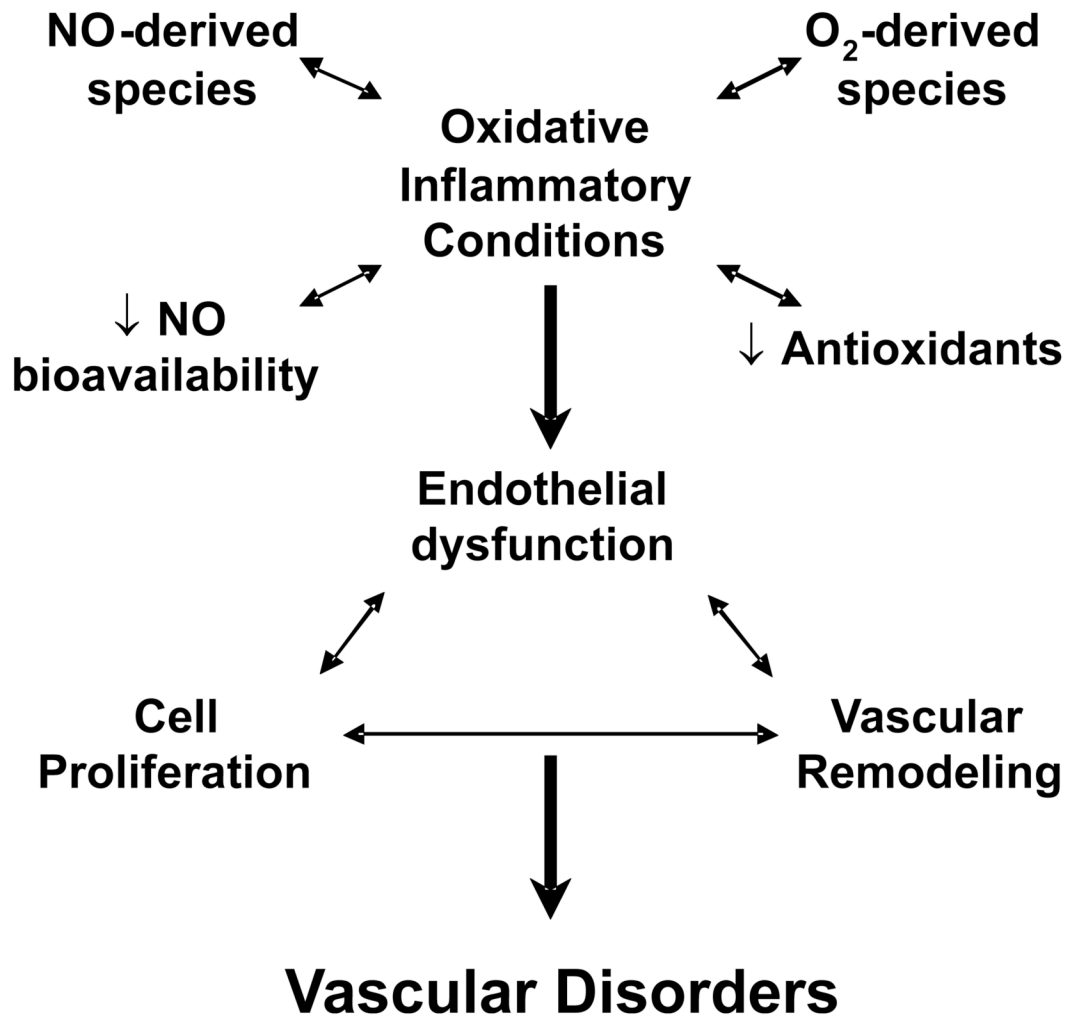 NO-derived
species
O₂-derived
species
Oxidative
Inflammatory
Conditions
↓ NO
bioavailability
↓ Antioxidants
Endothelial
dysfunction
Cell
Proliferation
Vascular
Remodeling
Vascular Disorders